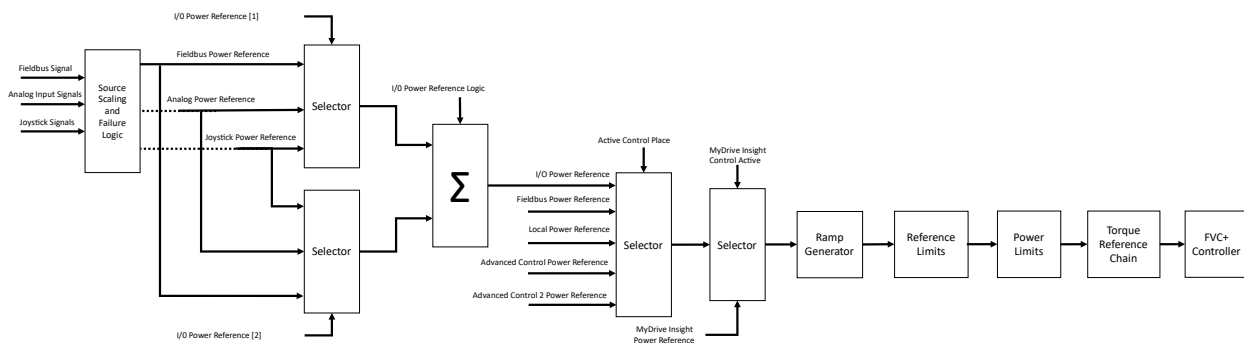 I/0 Power Reference [1]
Fieldbus Power Reference
Fieldbus Signal
Analog Input Signals
Joystick Signals
Source
Scaling
and
Failure
Logic
Analog Power Reference
Joystick Power Reference
Selector
Selector
I/0 Power Reference [2]
I/0 Power Reference Logic
Σ
Active Control Place
I/O Power Reference
Fieldbus Power Reference
Local Power Reference
Advanced Control Power Reference
Advanced Control 2 Power Reference
Selector
MyDrive Insight
Control Active
Selector
MyDrive Insight
Power Reference
Ramp
Generator
Reference
Limits
Power
Limits
Torque
Reference
Chain
FVC+
Controller